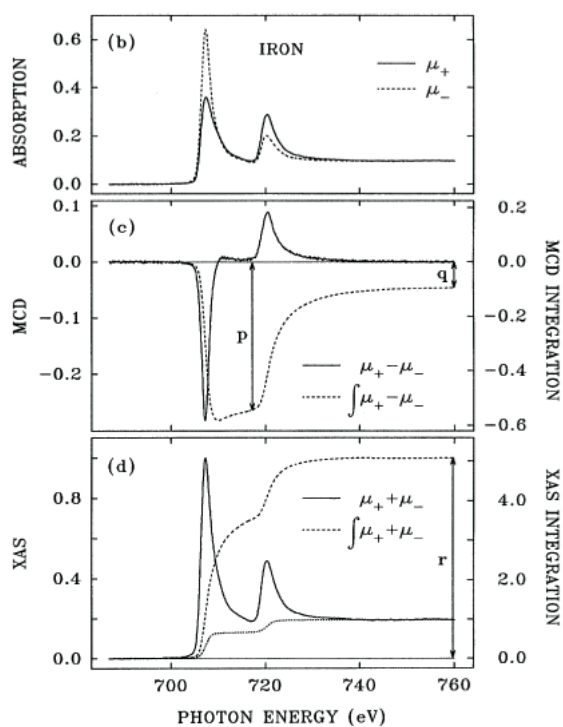 (b)
IRON
μ₊
μ₋
ABSORPTION
0.6
0.4
0.2
0.0
(c)
MCD
0.1
0.0
−0.1
−0.2
p
q
μ₊−μ₋
∫μ₊−μ₋
0.2
0.0
−0.2
−0.4
−0.6
MCD INTEGRATION
(d)
XAS
0.8
0.4
0.0
μ₊+μ₋
∫μ₊+μ₋
r
4.0
2.0
1.0
0.0
XAS INTEGRATION
700
720
740
760
PHOTON ENERGY (eV)